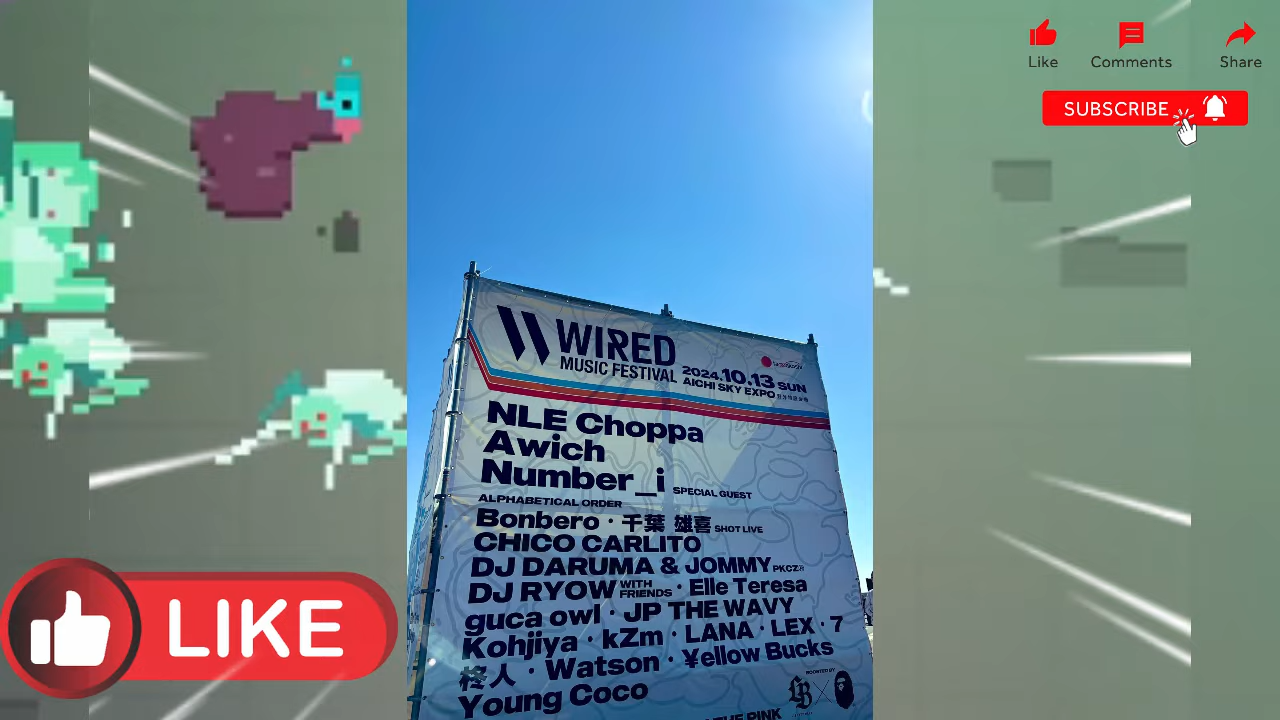 Like
Comments
Share
SUBSCRIBE
WIRED
MUSIC FESTIVAL
2024.10.13 SUN
AICHI SKY EXPO
NLE Choppa
Awich
Number_i SPECIAL GUEST
ALPHABETICAL ORDER
Bonbero · 千葉 雄喜 SHOT LIVE
CHICO CARLITO
DJ DARUMA & JOMMY PKCZ®
DJ RYOW WITH FRIENDS · Elle Teresa
guca owl · JP THE WAVY
Kohjiya · kZm · LANA · LEX · 7
柊人 · Watson · ¥ellow Bucks
Young Coco
THE PINK
LIKE